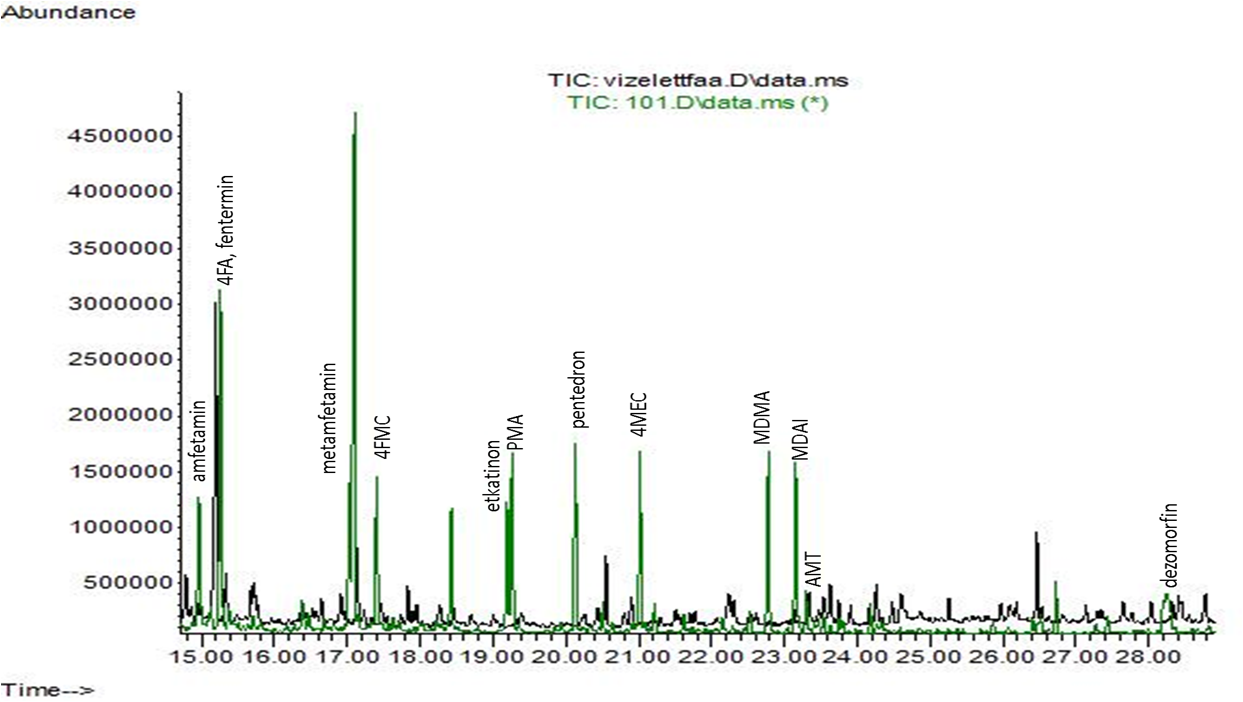 Abundance
TIC: vizelettfaa.D\data.ms
TIC: 101.D\data.ms (*)
4500000
4000000
3500000
3000000
2500000
2000000
1500000
1000000
500000
amfetamin
4FA, fentermin
metamfetamin
4FMC
etkatinon
PMA
pentedron
4MEC
MDMA
MDAI
AMT
dezomorfin
15.00 16.00 17.00 18.00 19.00 20.00 21.00 22.00 23.00 24.00 25.00 26.00 27.00 28.00
Time-->